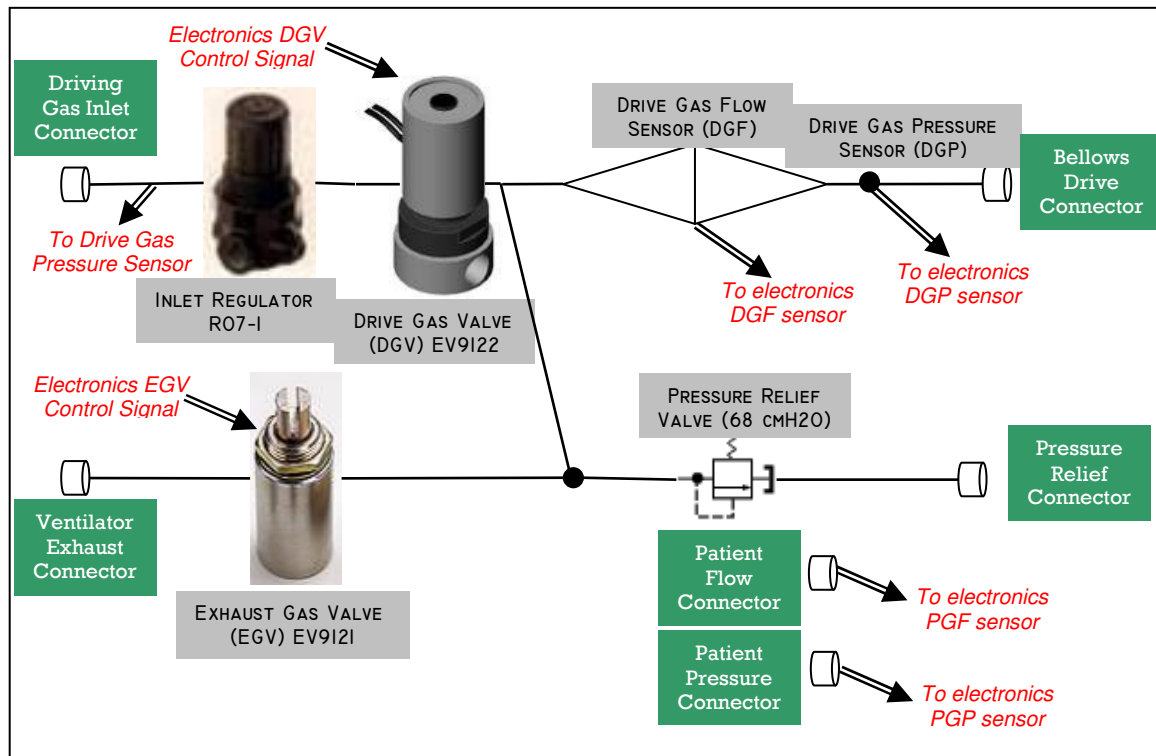 Electronics DGV
Control Signal
Driving
Gas Inlet
Connector
DRIVE GAS FLOW
SENSOR (DGF)
DRIVE GAS PRESSURE
SENSOR (DGP)
Bellows
Drive
Connector
To Drive Gas
Pressure Sensor
INLET REGULATOR
R07-1
DRIVE GAS VALVE
(DGV) EV9122
To electronics
DGF sensor
To electronics
DGP sensor
Electronics EGV
Control Signal
PRESSURE RELIEF
VALVE (68 CMH2O)
Pressure
Relief
Connector
Ventilator
Exhaust
Connector
EXHAUST GAS VALVE
(EGV) EV9121
Patient
Flow
Connector
To electronics
PGF sensor
Patient
Pressure
Connector
To electronics
PGP sensor